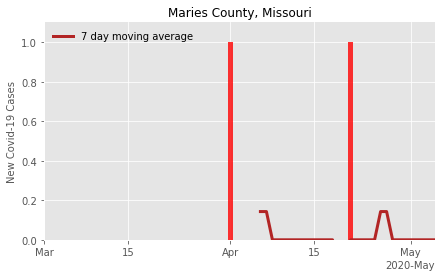 Maries County, Missouri
7 day moving average
New Covid-19 Cases
1.0
0.8
0.6
0.4
0.2
0.0
Mar
15
Apr
15
May
2020-May